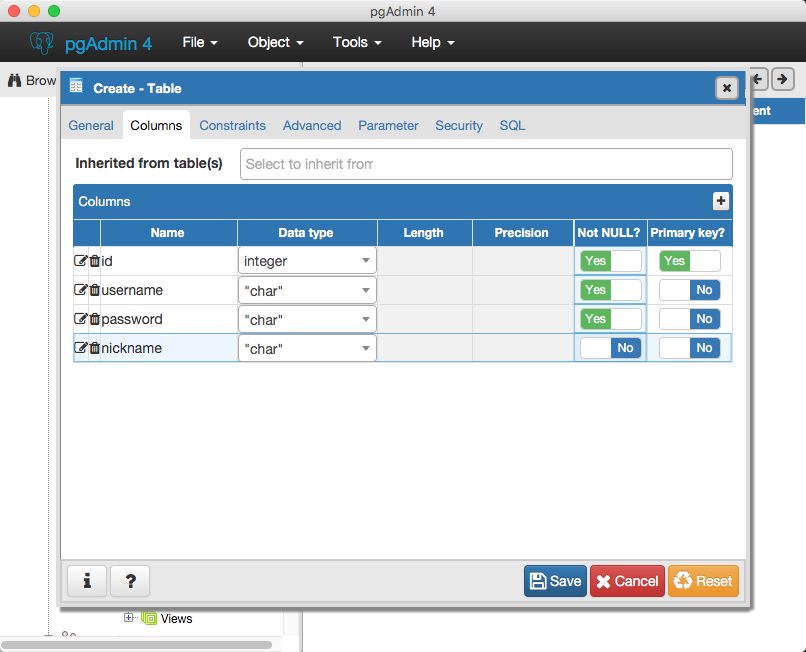 pgAdmin 4
pgAdmin 4 File Object Tools Help
Brow
Create - Table
ent
General Columns Constraints Advanced Parameter Security SQL
Inherited from table(s) Select to inherit from
Columns
Name Data type Length Precision Not NULL? Primary key?
id integer Yes Yes
username "char" Yes No
password "char" Yes No
nickname "char" No No
i ? Save Cancel Reset
Views